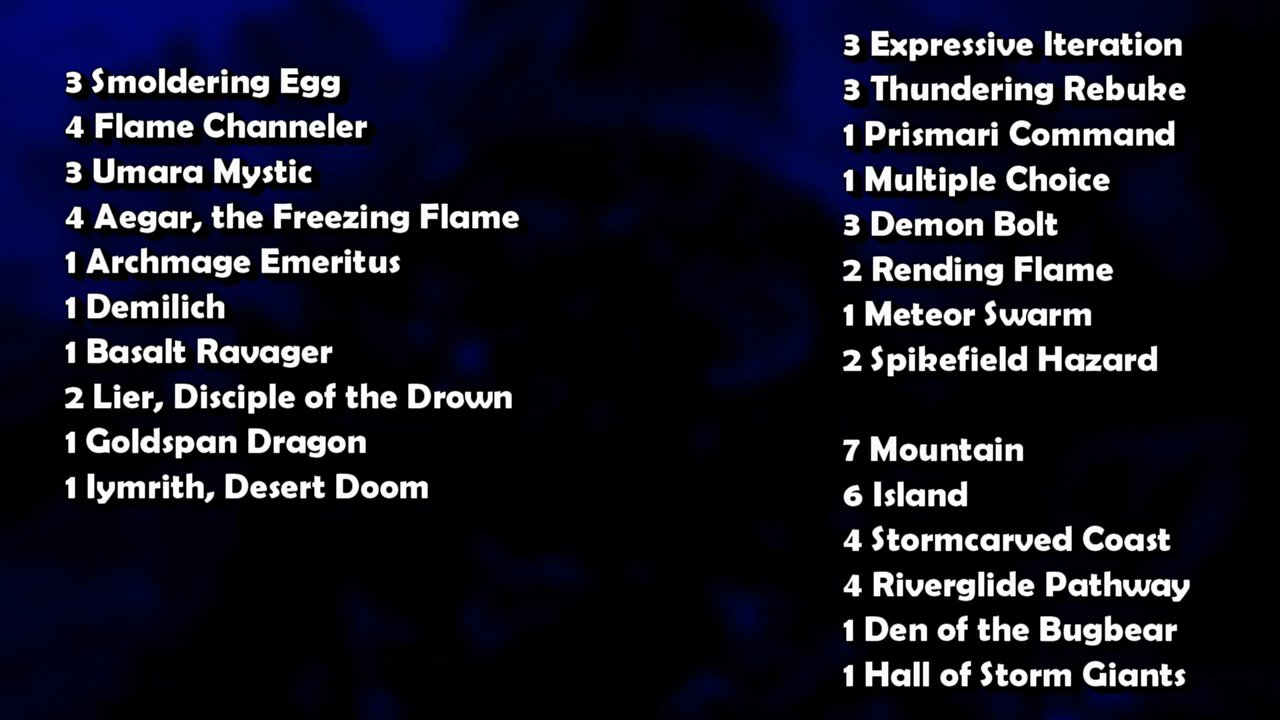 3 Smoldering Egg
4 Flame Channeler
3 Umara Mystic
4 Aegar, the Freezing Flame
1 Archmage Emeritus
1 Demilich
1 Basalt Ravager
2 Lier, Disciple of the Drown
1 Goldspan Dragon
1 Iymrith, Desert Doom
3 Expressive Iteration
3 Thundering Rebuke
1 Prismari Command
1 Multiple Choice
3 Demon Bolt
2 Rending Flame
1 Meteor Swarm
2 Spikefield Hazard
7 Mountain
6 Island
4 Stormcarved Coast
4 Riverglide Pathway
1 Den of the Bugbear
1 Hall of Storm Giants